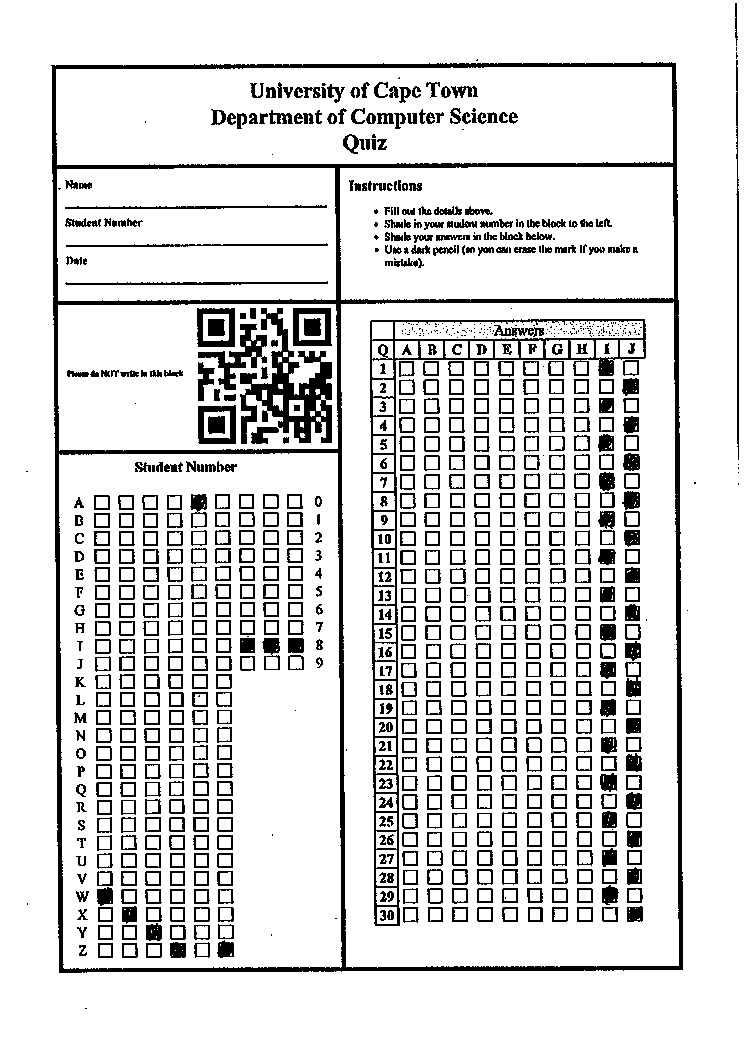 University of Cape Town
Department of Computer Science
Quiz
Name
Student Number
Date
Instructions
• Fill out the details above.
• Shade in your student number in the block to the left.
• Shade your answers in the block below.
• Use a dark pencil (so you can erase the mark if you make a
mistake).
Please do NOT write in this block
Student Number
A 0
B 1
C 2
D 3
E 4
F 5
G 6
H 7
I 8
J 9
K
L
M
N
O
P
Q
R
S
T
U
V
W
X
Y
Z
Answers
Q A B C D E F G H I J
1
2
3
4
5
6
7
8
9
10
11
12
13
14
15
16
17
18
19
20
21
22
23
24
25
26
27
28
29
30